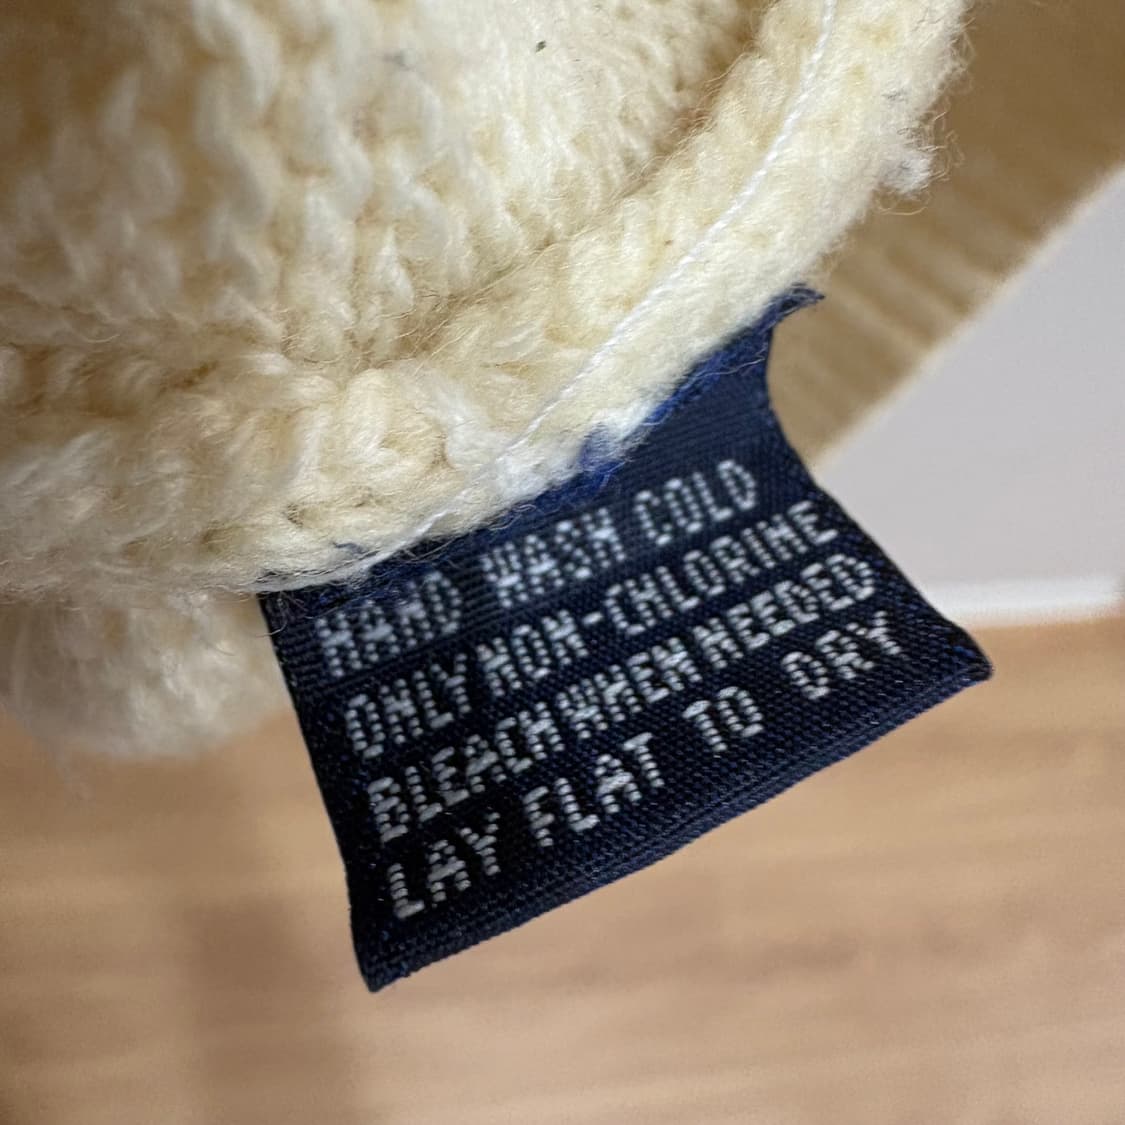 HAND WASH COLD
ONLY NON-CHLORINE
BLEACH WHEN NEEDED
LAY FLAT TO DRY